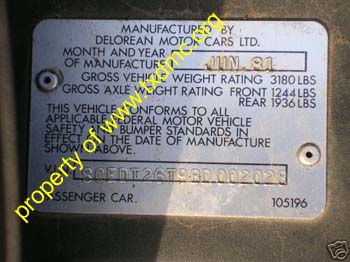 MANUFACTURED BY
DELOREAN MOTOR CARS LTD.
MONTH AND YEAR
OF MANUFACTURE JUN. 81
GROSS VEHICLE WEIGHT RATING 3180 LBS
GROSS AXLE WEIGHT RATING FRONT 1244 LBS
REAR 1936 LBS
THIS VEHICLE CONFORMS TO ALL
APPLICABLE FEDERAL MOTOR VEHICLE
SAFETY AND BUMPER STANDARDS IN
EFFECT ON THE DATE OF MANUFACTURE
SHOWN ABOVE.
SCEDT26T9BD002028
PASSENGER CAR. 105196
property of www.